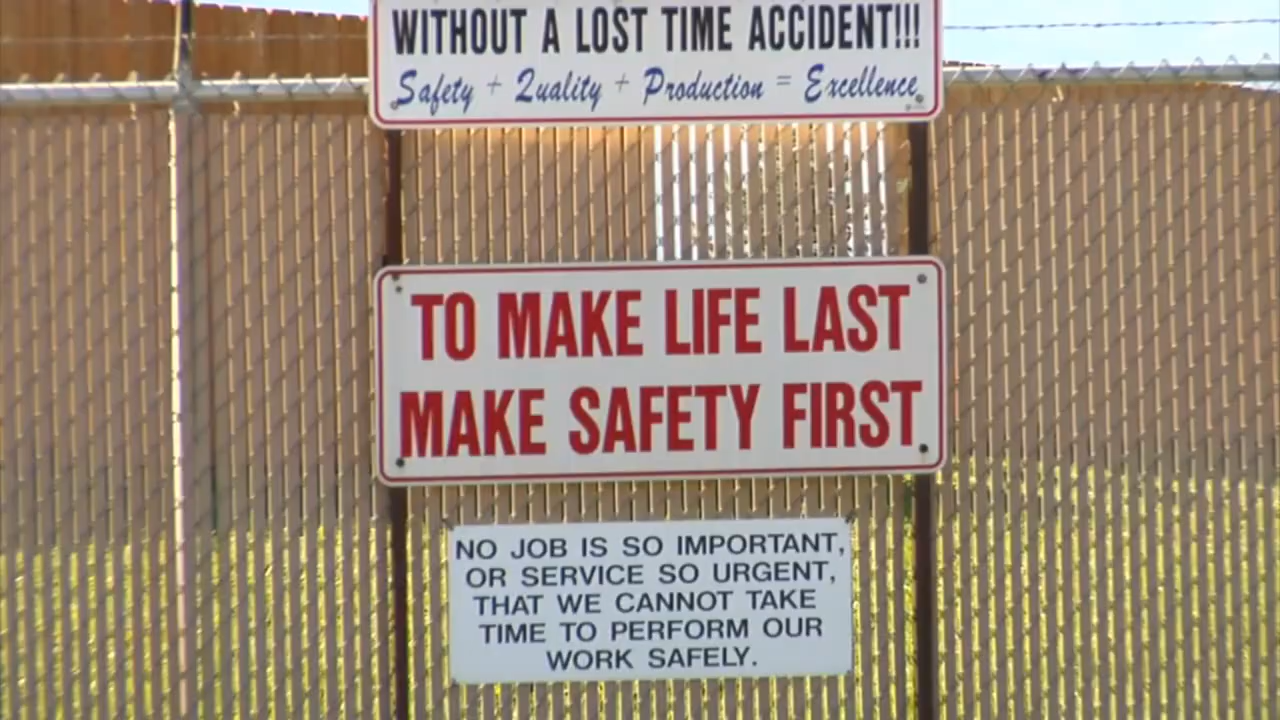 WITHOUT A LOST TIME ACCIDENT!!!
Safety + Quality + Production = Excellence
TO MAKE LIFE LAST
MAKE SAFETY FIRST
NO JOB IS SO IMPORTANT,
OR SERVICE SO URGENT,
THAT WE CANNOT TAKE
TIME TO PERFORM OUR
WORK SAFELY.